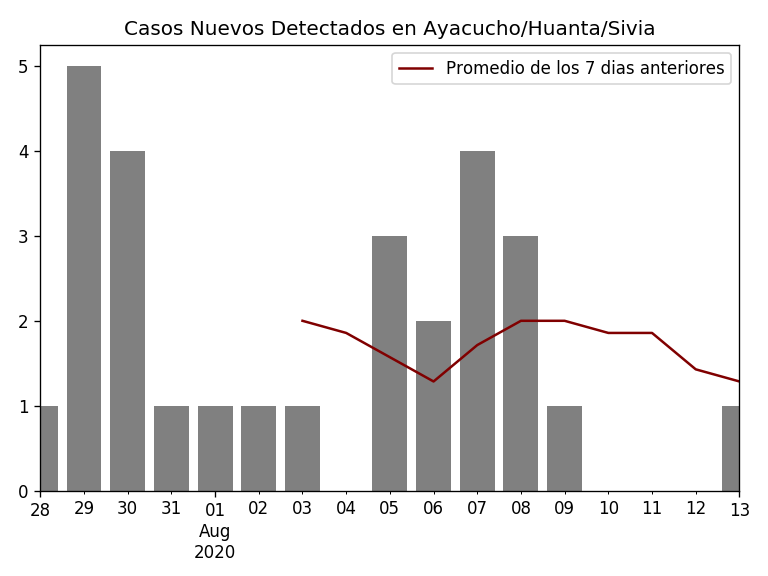 Casos Nuevos Detectados en Ayacucho/Huanta/Sivia
Promedio de los 7 dias anteriores
5
4
3
2
1
0
28 29 30 31 01 02 03 04 05 06 07 08 09 10 11 12 13
Aug
2020